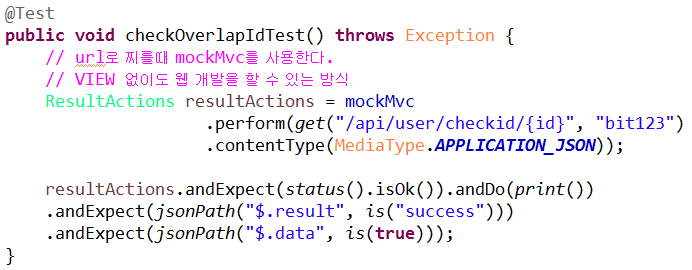 @Test
public void checkOverlapIdTest() throws Exception {
    // url로 찌를때 mockMvc를 사용한다.
    // VIEW 없이도 웹 개발을 할 수 있는 방식
    ResultActions resultActions = mockMvc
                    .perform(get("/api/user/checkid/{id}", "bit123")
                    .contentType(MediaType.APPLICATION_JSON));

    resultActions.andExpect(status().isOk()).andDo(print())
    .andExpect(jsonPath("$.result", is("success")))
    .andExpect(jsonPath("$.data", is(true)));
}